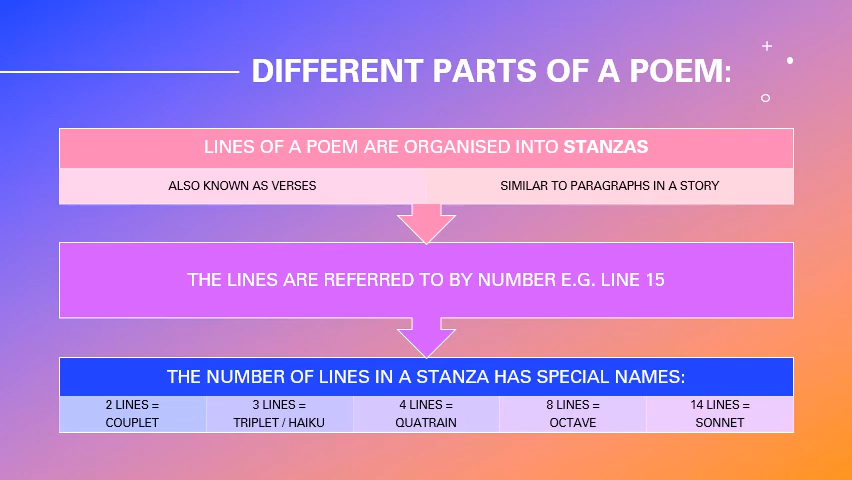 DIFFERENT PARTS OF A POEM:
LINES OF A POEM ARE ORGANISED INTO STANZAS
ALSO KNOWN AS VERSES
SIMILAR TO PARAGRAPHS IN A STORY
THE LINES ARE REFERRED TO BY NUMBER E.G. LINE 15
THE NUMBER OF LINES IN A STANZA HAS SPECIAL NAMES:
2 LINES =
COUPLET
3 LINES =
TRIPLET / HAIKU
4 LINES =
QUATRAIN
8 LINES =
OCTAVE
14 LINES =
SONNET